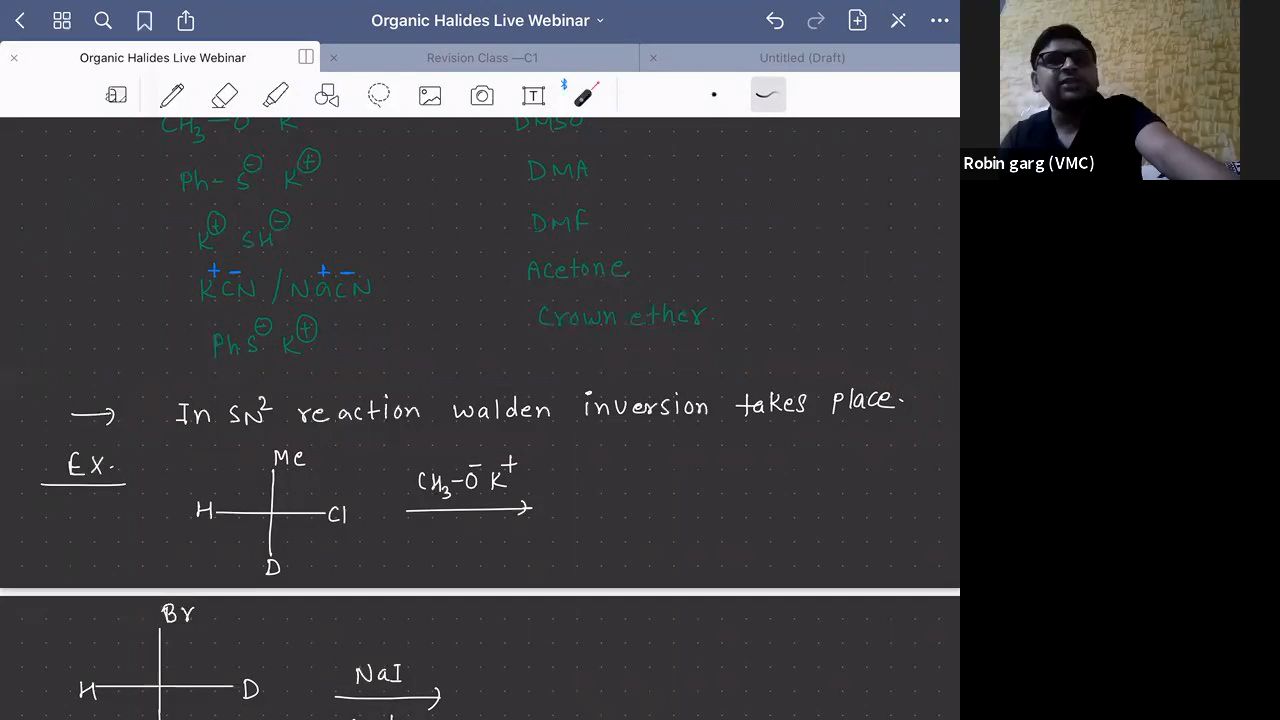 Organic Halides Live Webinar
Organic Halides Live Webinar
Revision Class —C1
Untitled (Draft)
T
CH3—O K DMSO
Ph—S⊖ K⊕ DMA
K⊕ SH⊖ DMF
+ − + −
KCN / NaCN Acetone
PhS⊖ K⊕ Crown ether.
→ In SN2 reaction walden inversion takes place.
Ex. Me
CH3—O− K+
H Cl
D
Br
H D
NaI
Robin garg (VMC)